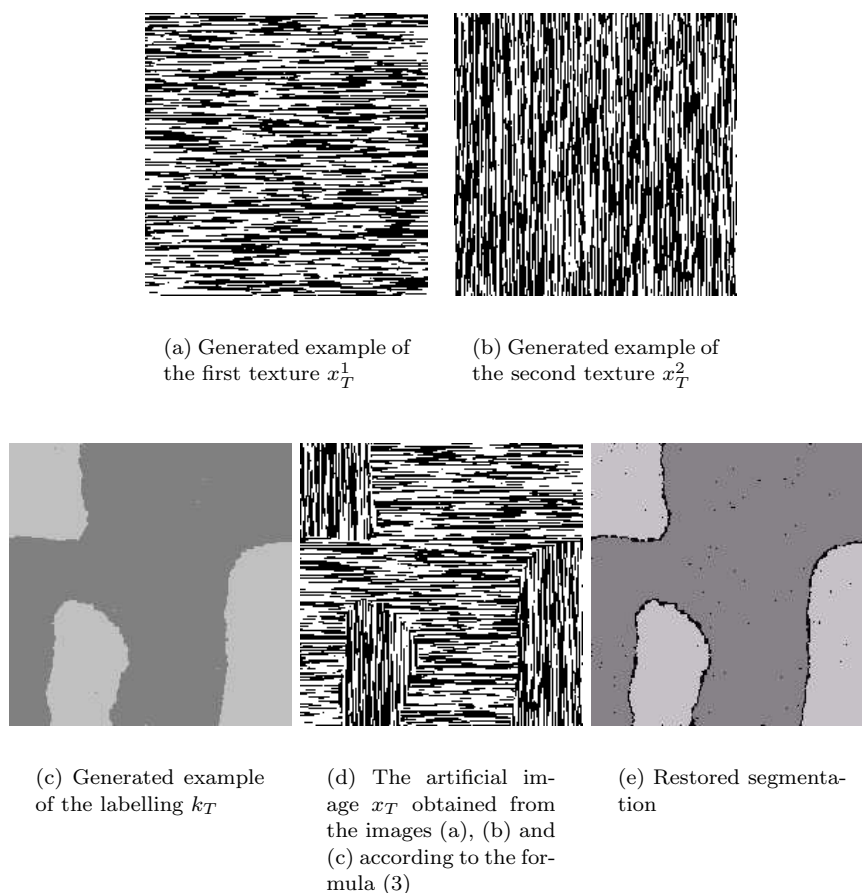 (a) Generated example of
the first texture x_T^1
(b) Generated example of
the second texture x_T^2
(c) Generated example
of the labelling k_T
(d) The artificial im-
age x_T obtained from
the images (a), (b) and
(c) according to the for-
mula (3)
(e) Restored segmenta-
tion